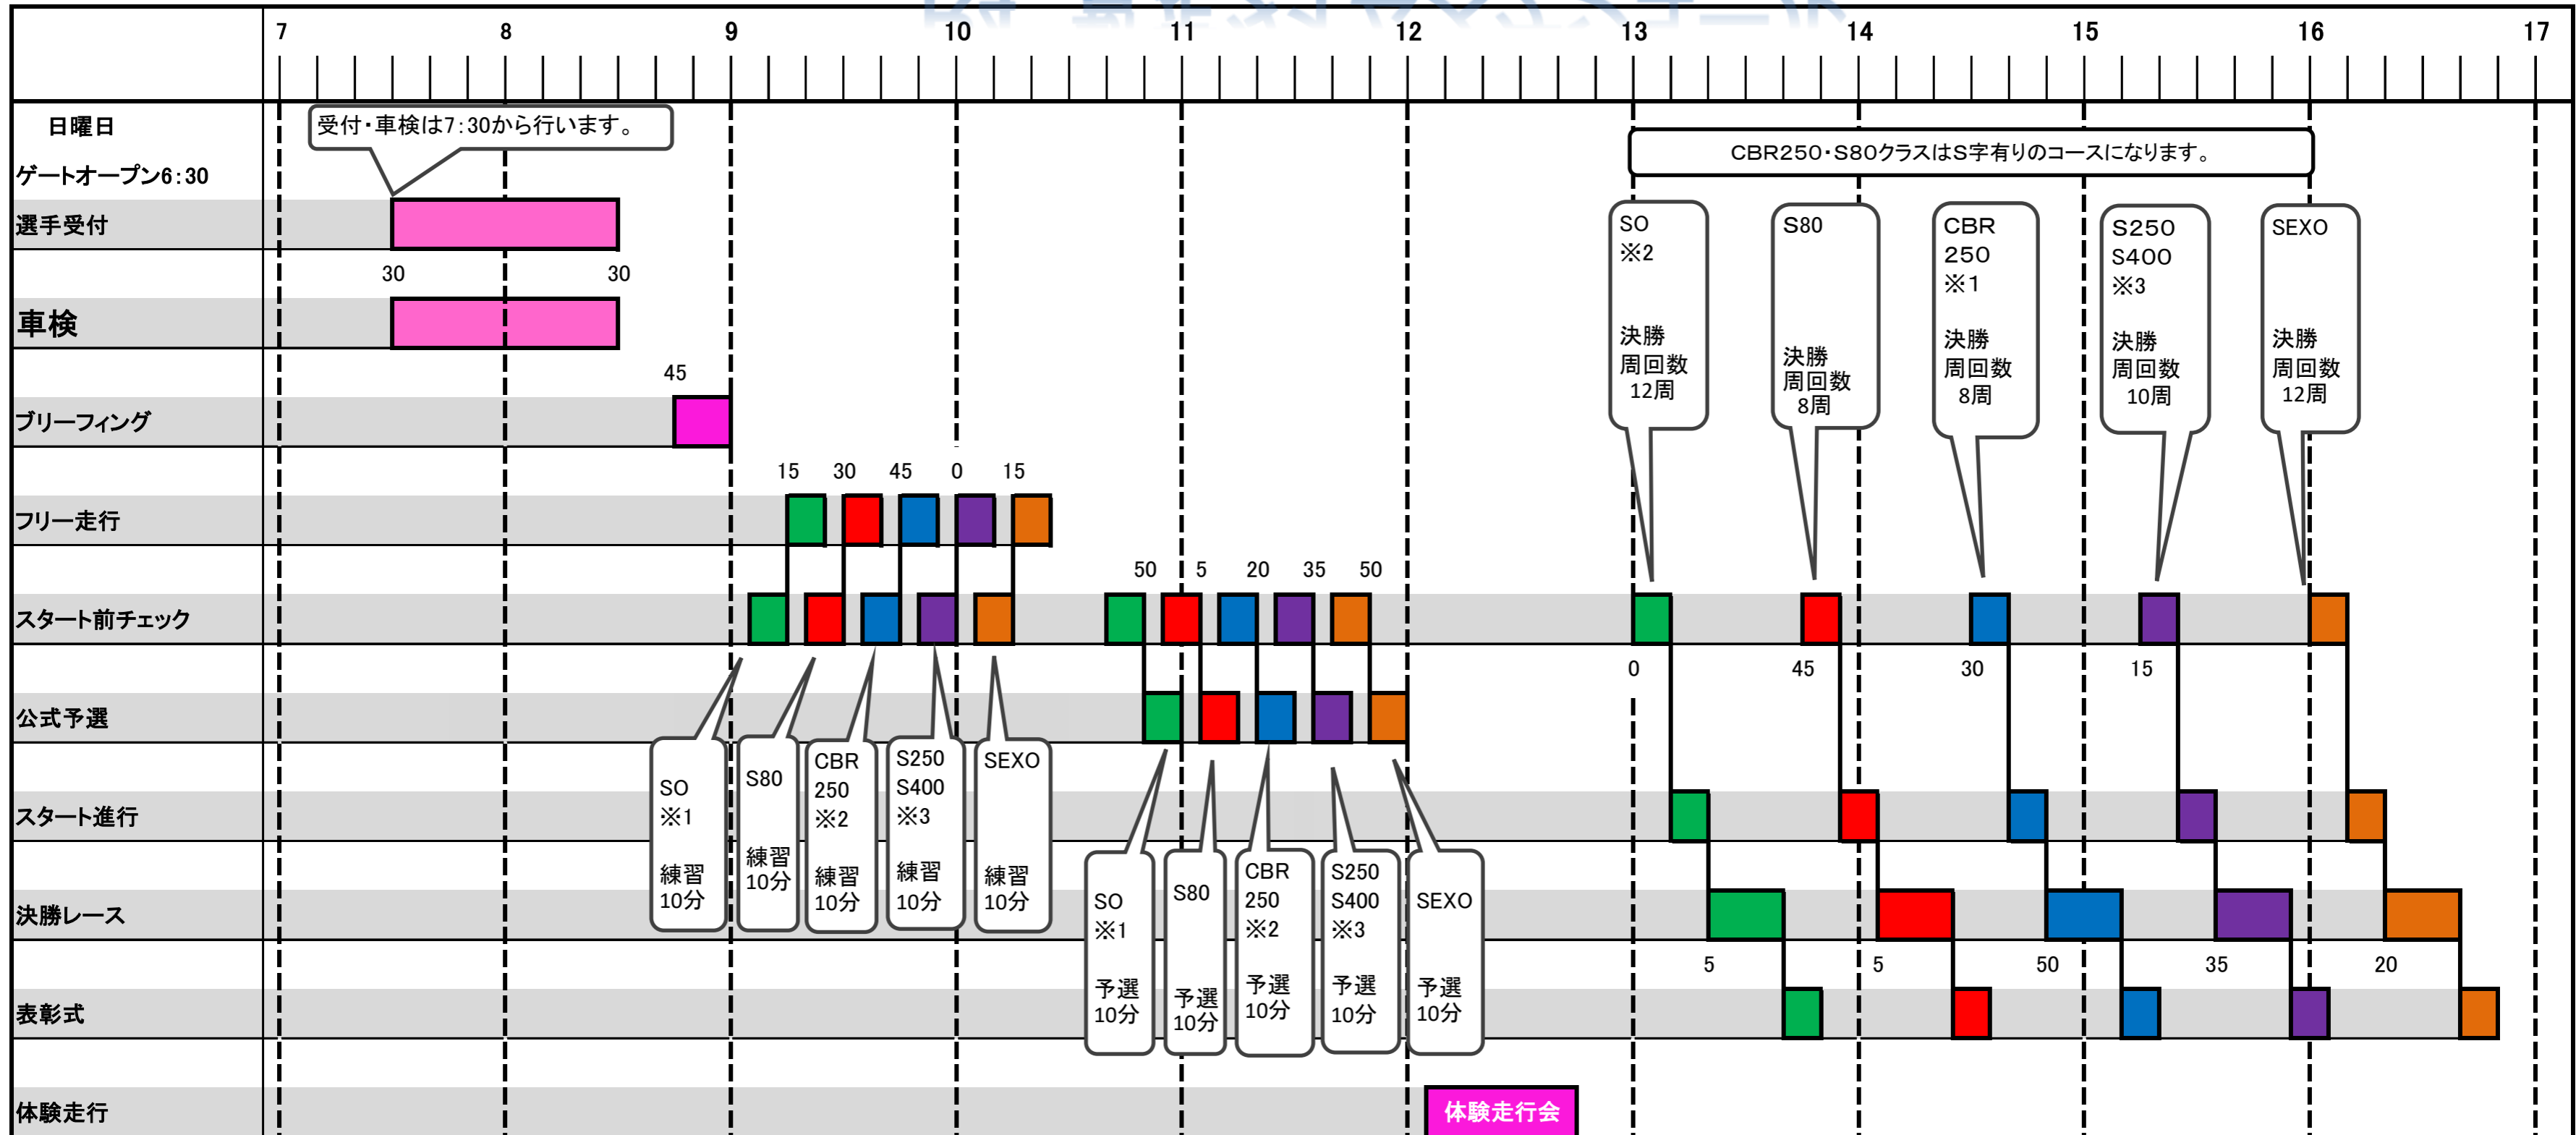 7 8 9 10 11 12 13 14 15 16 17
日曜日
受付・車検は7:30から行います。
CBR250・S80クラスはS字有りのコースになります。
ゲートオープン6:30
選手受付
30 30
車検
45
ブリーフィング
SO
※2
決勝
周回数
12周
S80
決勝
周回数
8周
CBR
250
※1
決勝
周回数
8周
S250
S400
※3
決勝
周回数
10周
SEXO
決勝
周回数
12周
15 30 45 0 15
フリー走行
50 5 20 35 50
スタート前チェック
0 45 30 15
公式予選
SO
※1
練習
10分
S80
練習
10分
CBR
250
※2
練習
10分
S250
S400
※3
練習
10分
SEXO
練習
10分
スタート進行
SO
※1
予選
10分
S80
予選
10分
CBR
250
※2
予選
10分
S250
S400
※3
予選
10分
SEXO
予選
10分
決勝レース
5 5 50 35 20
表彰式
体験走行
体験走行会